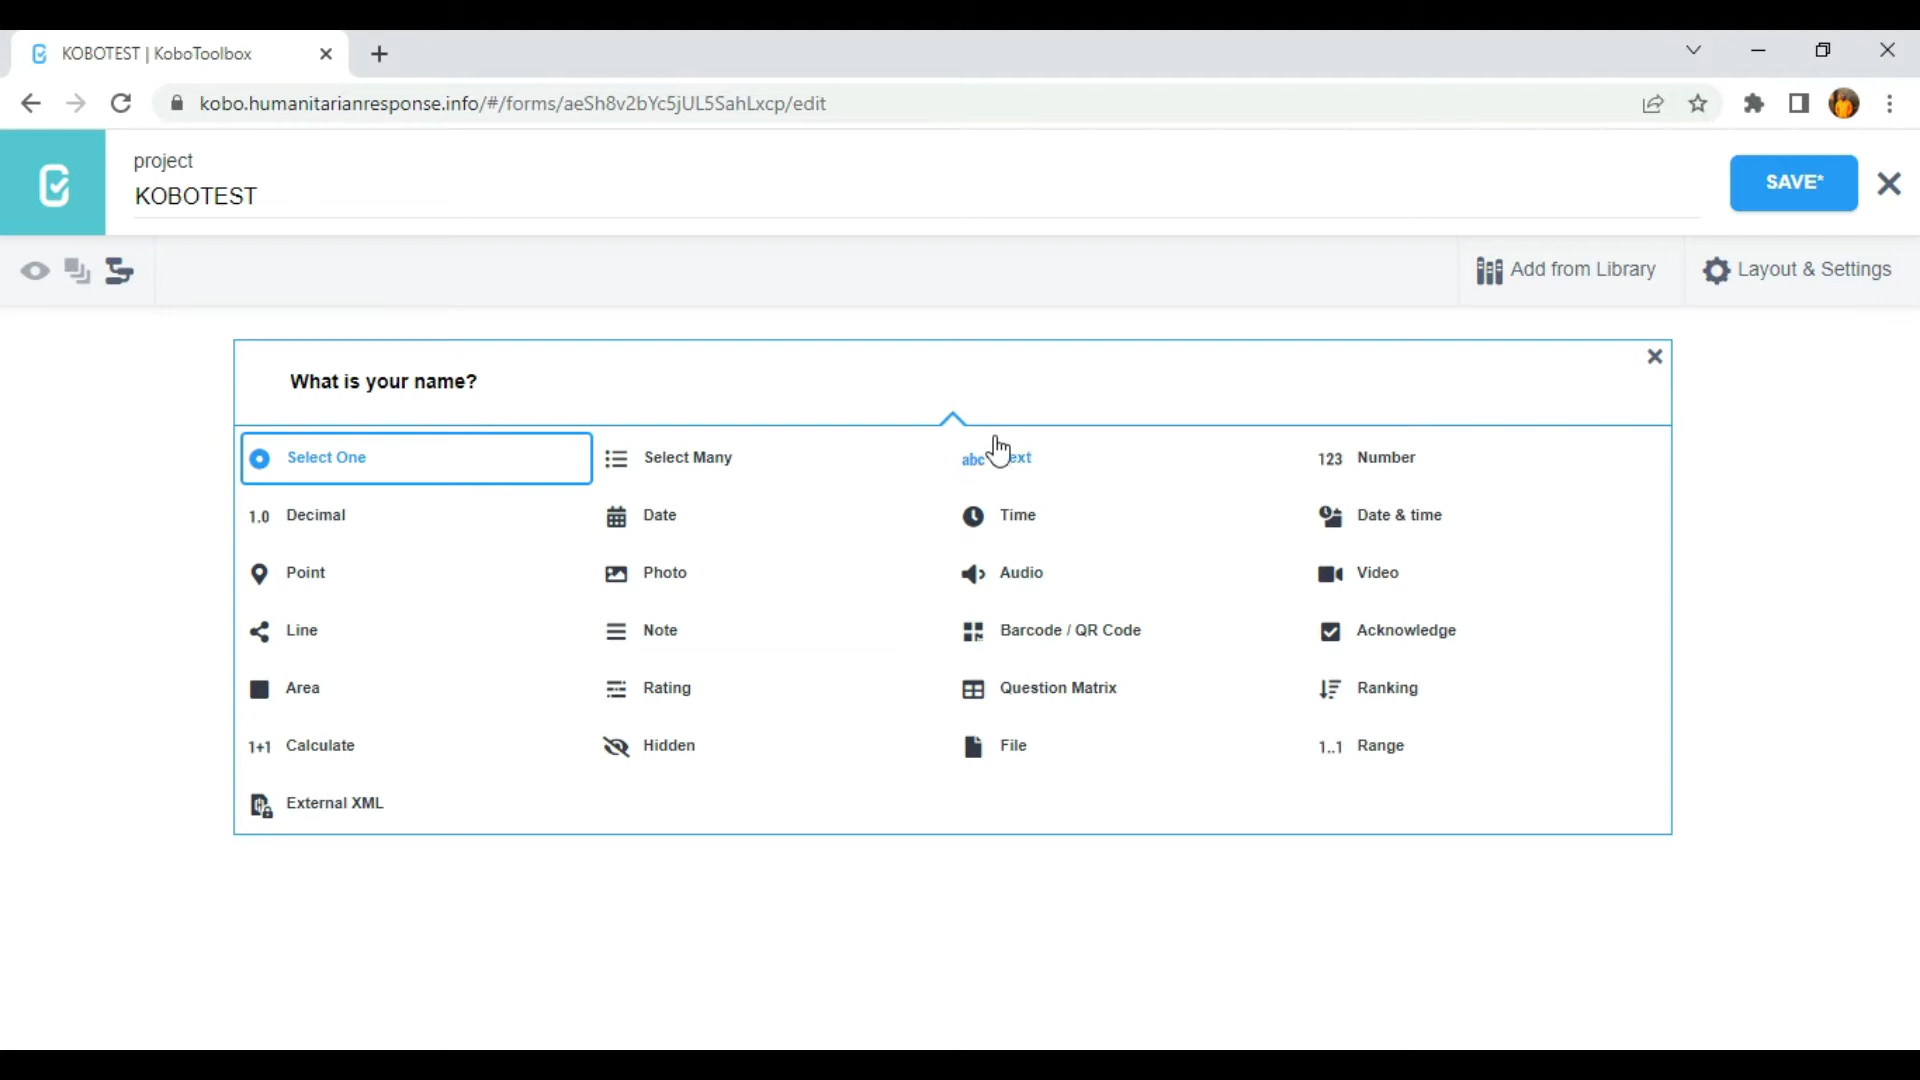 KOBOTEST | KoboToolbox
kobo.humanitarianresponse.info/#/forms/aeSh8v2bYc5jUL5SahLxcp/edit
project
KOBOTEST
SAVE*
Add from Library
Layout & Settings
What is your name?
Select One
Select Many
abc ext
123 Number
1.0 Decimal
Date
Time
Date & time
Point
Photo
Audio
Video
Line
Note
Barcode / QR Code
Acknowledge
Area
Rating
Question Matrix
Ranking
1+1 Calculate
Hidden
File
1..1 Range
External XML